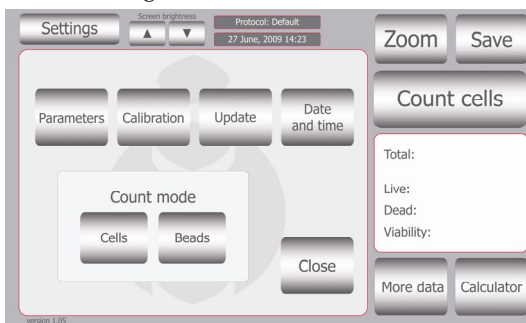 Settings
Screen brightness
Protocol: Default
27 June, 2009 14:23
Zoom
Save
Count cells
Parameters
Calibration
Update
Date
and time
Total:
Live:
Dead:
Viability:
Count mode
Cells
Beads
Close
More data
Calculator
version 1.05